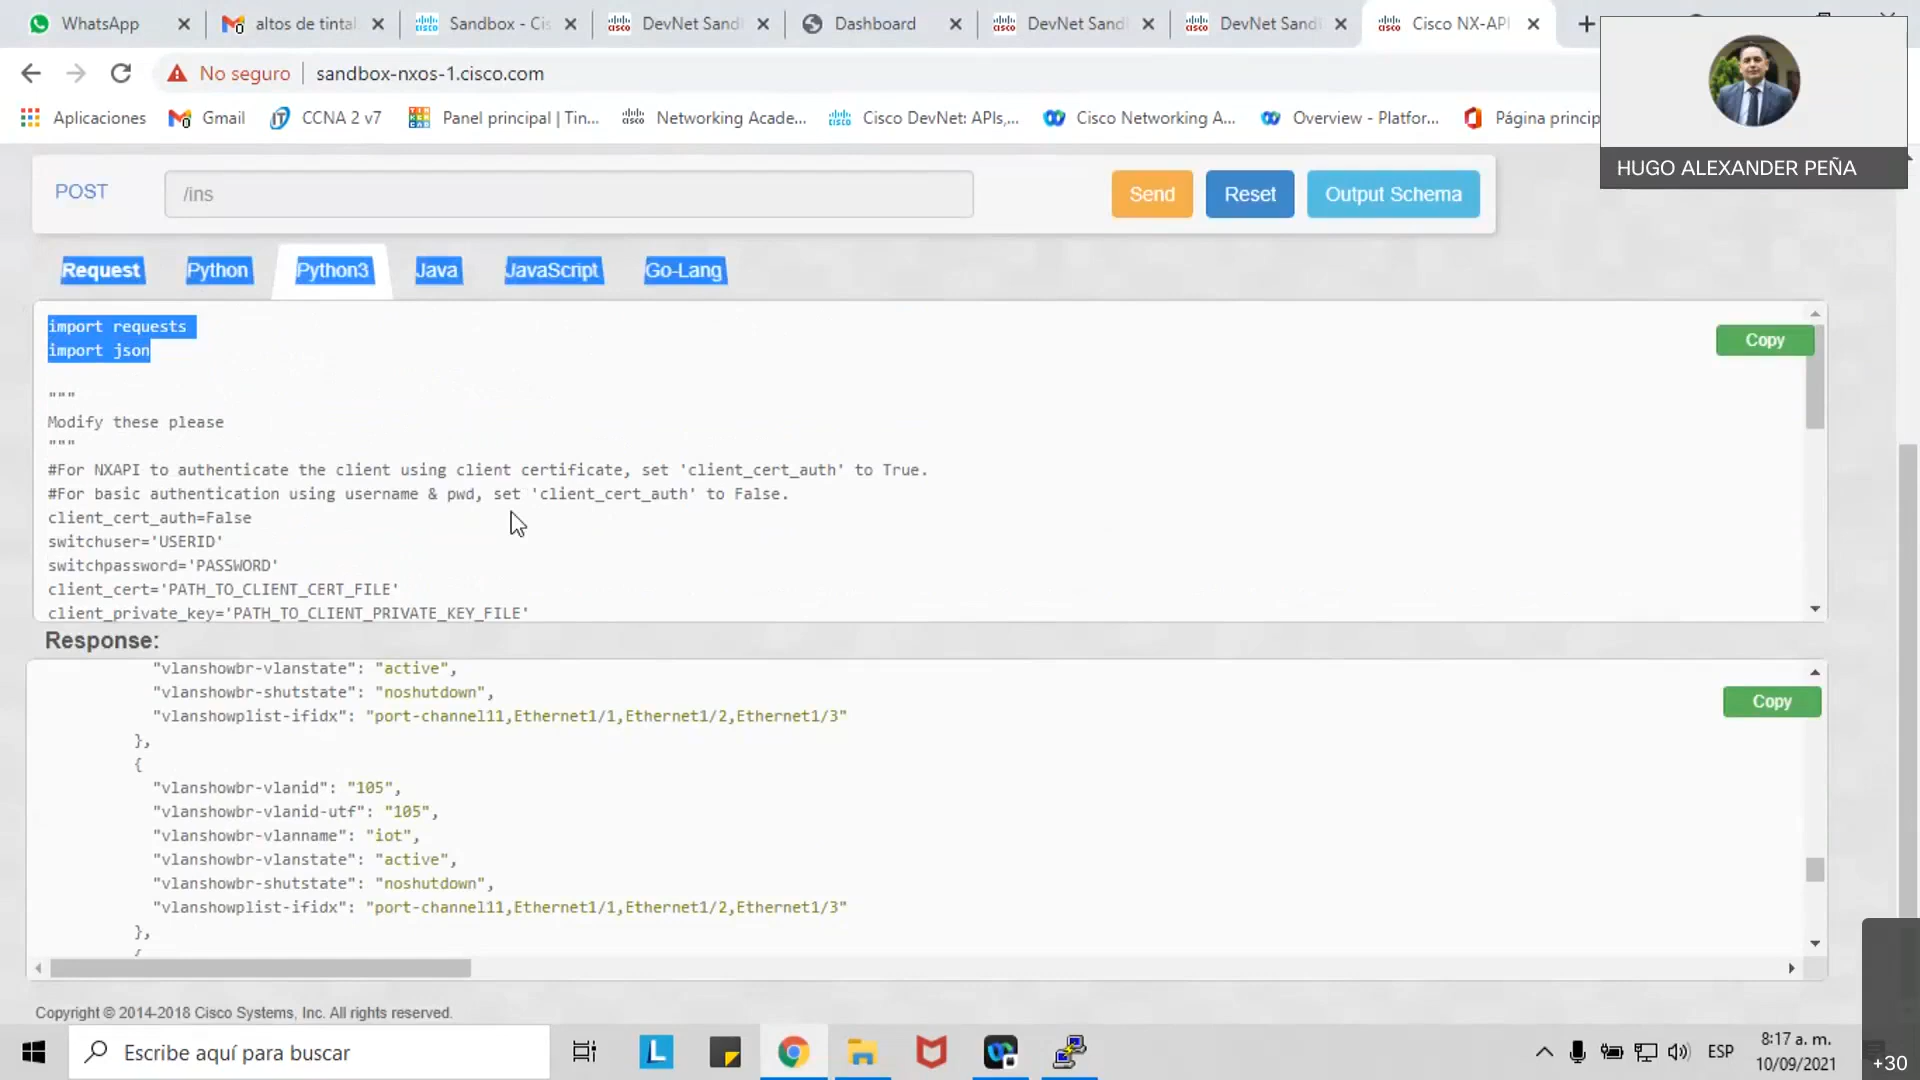 WhatsApp
altos de tintal
Sandbox - Cis
DevNet Sand
Dashboard
DevNet Sand
DevNet Sand
Cisco NX-API
No seguro
sandbox-nxos-1.cisco.com
Aplicaciones
Gmail
CCNA 2 v7
Panel principal | Tin...
Networking Acade...
Cisco DevNet: APIs,...
Cisco Networking A...
Overview - Platfor...
Página princip
HUGO ALEXANDER PEÑA
POST
/ins
Send
Reset
Output Schema
Request
Python
Python3
Java
JavaScript
Go-Lang
import requests
import json
Copy
"""
Modify these please
"""
#For NXAPI to authenticate the client using client certificate, set 'client_cert_auth' to True.
#For basic authentication using username & pwd, set 'client_cert_auth' to False.
client_cert_auth=False
switchuser='USERID'
switchpassword='PASSWORD'
client_cert='PATH_TO_CLIENT_CERT_FILE'
client_private_key='PATH_TO_CLIENT_PRIVATE_KEY_FILE'
Response:
"vlanshowbr-vlanstate": "active",
"vlanshowbr-shutstate": "noshutdown",
"vlanshowplist-ifidx": "port-channel11,Ethernet1/1,Ethernet1/2,Ethernet1/3"
Copy
},
{
"vlanshowbr-vlanid": "105",
"vlanshowbr-vlanid-utf": "105",
"vlanshowbr-vlanname": "iot",
"vlanshowbr-vlanstate": "active",
"vlanshowbr-shutstate": "noshutdown",
"vlanshowplist-ifidx": "port-channel11,Ethernet1/1,Ethernet1/2,Ethernet1/3"
},
{
Copyright © 2014-2018 Cisco Systems, Inc. All rights reserved.
Escribe aquí para buscar
ESP
8:17 a. m.
10/09/2021
+30